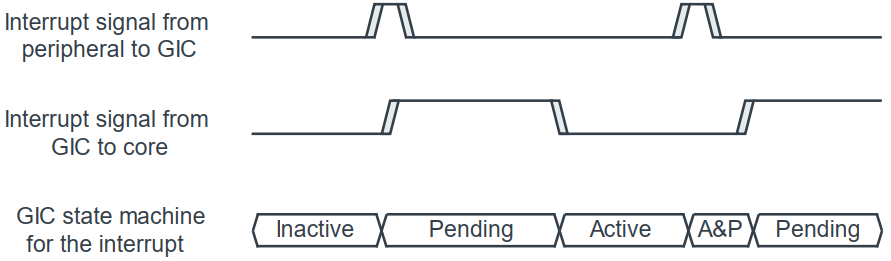 Interrupt signal from
peripheral to GIC
Interrupt signal from
GIC to core
GIC state machine
for the interrupt
Inactive
Pending
Active
A&P
Pending